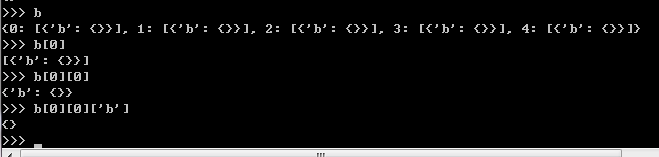 >>> b
{0: [{'b': {}}], 1: [{'b': {}}], 2: [{'b': {}}], 3: [{'b': {}}], 4: [{'b': {}}]}
>>> b[0]
[{'b': {}}]
>>> b[0][0]
{'b': {}}
>>> b[0][0]['b']
{}
>>>